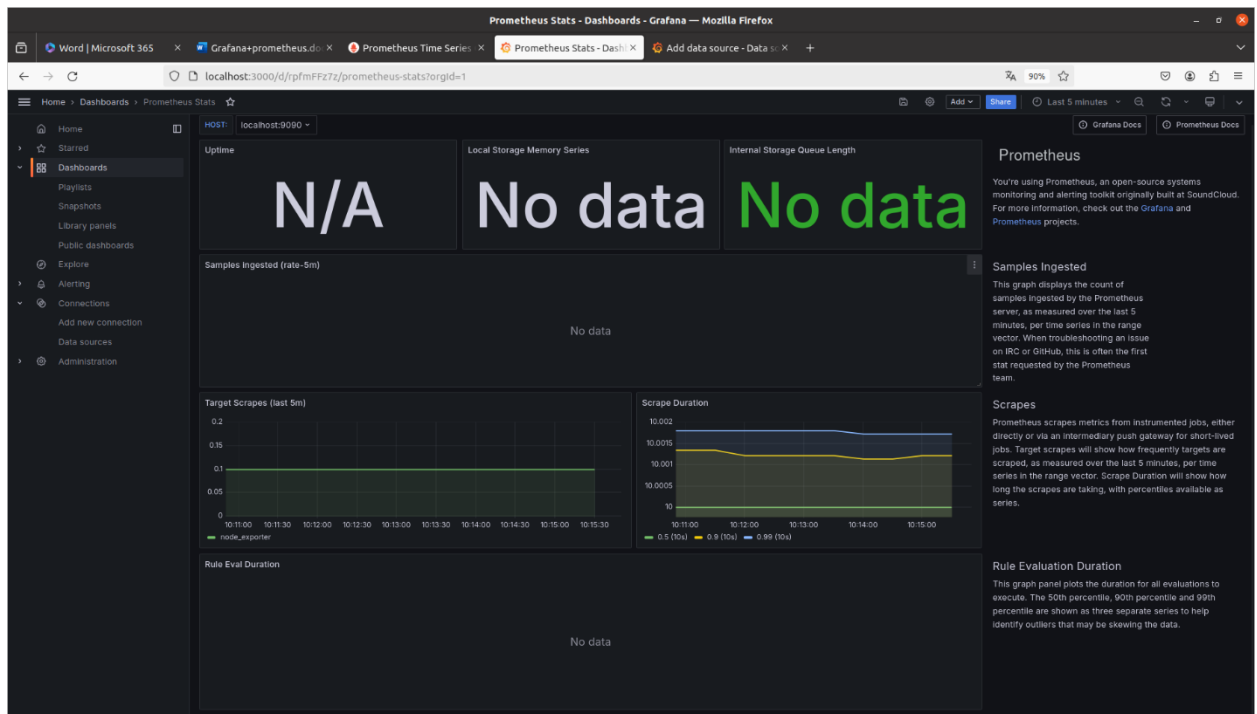 Prometheus Stats - Dashboards - Grafana — Mozilla Firefox
Word | Microsoft 365
Grafana+prometheus.do
Prometheus Time Series
Prometheus Stats - Dash
Add data source - Data so
localhost:3000/d/rpfmFFz7z/prometheus-stats?orgId=1
90%
Home › Dashboards › Prometheus Stats
Add
Share
Last 5 minutes
Home
Starred
Dashboards
Playlists
Snapshots
Library panels
Public dashboards
Explore
Alerting
Connections
Add new connection
Data sources
Administration
HOST:
localhost:9090
Grafana Docs
Prometheus Docs
Uptime
N/A
Local Storage Memory Series
No data
Internal Storage Queue Length
No data
Prometheus
You're using Prometheus, an open-source systems
monitoring and alerting toolkit originally built at SoundCloud.
For more information, check out the Grafana and
Prometheus projects.
Samples Ingested (rate-5m)
No data
Samples Ingested
This graph displays the count of
samples ingested by the Prometheus
server, as measured over the last 5
minutes, per time series in the range
vector. When troubleshooting an issue
on IRC or GitHub, this is often the first
stat requested by the Prometheus
team.
Target Scrapes (last 5m)
0.2
0.15
0.1
0.05
0
10:11:00 10:11:30 10:12:00 10:12:30 10:13:00 10:13:30 10:14:00 10:14:30 10:15:00 10:15:30
node_exporter
Scrape Duration
10.002
10.0015
10.001
10.0005
10
10:11:00 10:12:00 10:13:00 10:14:00 10:15:00
0.5 (10s) 0.9 (10s) 0.99 (10s)
Scrapes
Prometheus scrapes metrics from instrumented jobs, either
directly or via an intermediary push gateway for short-lived
jobs. Target scrapes will show how frequently targets are
scraped, as measured over the last 5 minutes, per time
series in the range vector. Scrape Duration will show how
long the scrapes are taking, with percentiles available as
series.
Rule Eval Duration
No data
Rule Evaluation Duration
This graph panel plots the duration for all evaluations to
execute. The 50th percentile, 90th percentile and 99th
percentile are shown as three separate series to help
identify outliers that may be skewing the data.